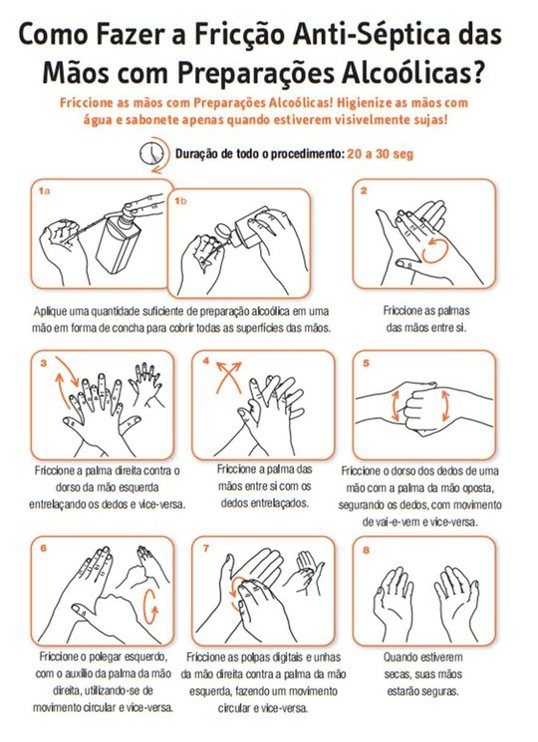 Como Fazer a Fricção Anti-Séptica das
Mãos com Preparações Alcoólicas?
Friccione as mãos com Preparações Alcoólicas! Higienize as mãos com
água e sabonete apenas quando estiverem visivelmente sujas!
Duração de todo o procedimento: 20 a 30 seg
1a
1b
Aplique uma quantidade suficiente de preparação alcoólica em uma
mão em forma de concha para cobrir todas as superfícies das mãos.
2
Friccione as palmas
das mãos entre si.
3
Friccione a palma direita contra o
dorso da mão esquerda
entrelaçando os dedos e vice-versa.
4
Friccione a palma das
mãos entre si com os
dedos entrelaçados.
5
Friccione o dorso dos dedos de uma
mão com a palma da mão oposta,
segurando os dedos, com movimento
de vai-e-vem e vice-versa.
6
Friccione o polegar esquerdo,
com o auxílio da palma da mão
direita, utilizando-se de
movimento circular e vice-versa.
7
Friccione as polpas digitais e unhas
da mão direita contra a palma da mão
esquerda, fazendo um movimento
circular e vice-versa.
8
Quando estiverem
secas, suas mãos
estarão seguras.